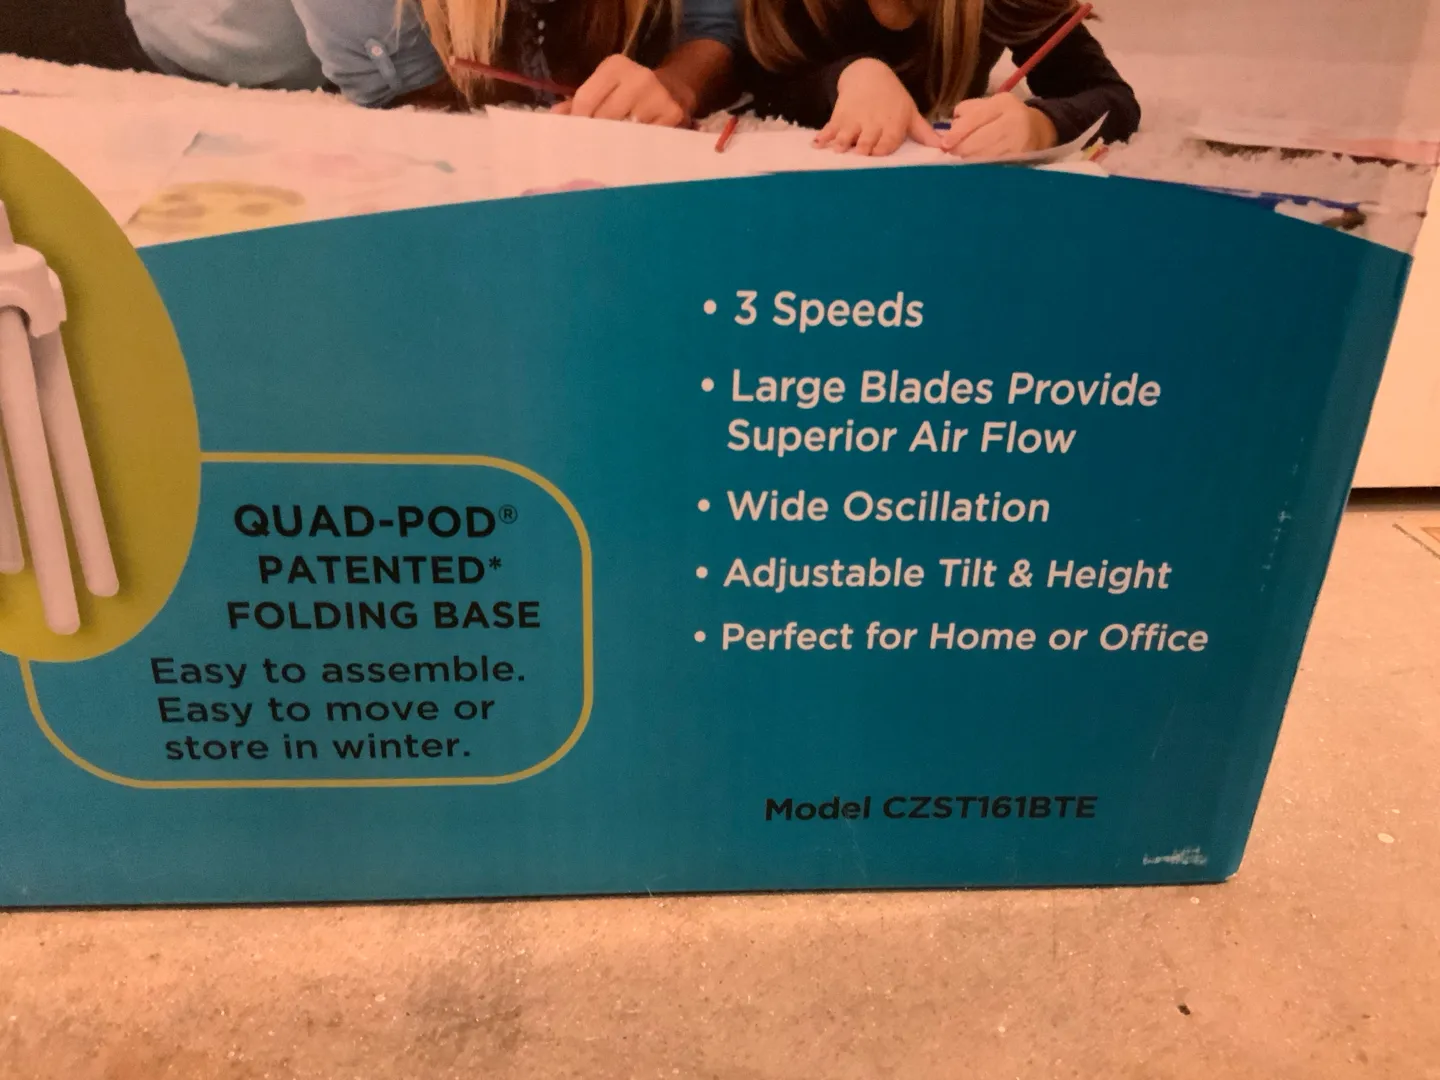 • 3 Speeds
• Large Blades Provide
Superior Air Flow
• Wide Oscillation
• Adjustable Tilt & Height
• Perfect for Home or Office
QUAD-POD®
PATENTED*
FOLDING BASE
Easy to assemble.
Easy to move or
store in winter.
Model CZST161BTE